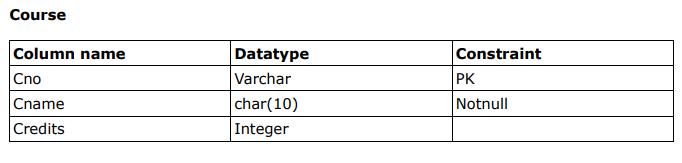 Course
Column name Datatype Constraint
Cno Varchar PK
Cname char(10) Notnull
Credits Integer